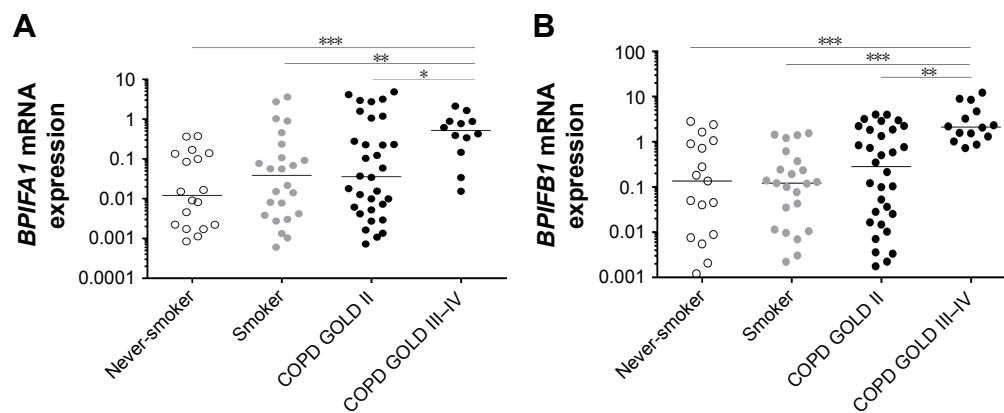 A
BPIFA1 mRNA
expression
***
**
*
10
1
0.1
0.01
0.001
0.0001
Never-smoker
Smoker
COPD GOLD II
COPD GOLD III–IV
B
BPIFB1 mRNA
expression
***
***
**
100
10
1
0.1
0.01
0.001
Never-smoker
Smoker
COPD GOLD II
COPD GOLD III–IV